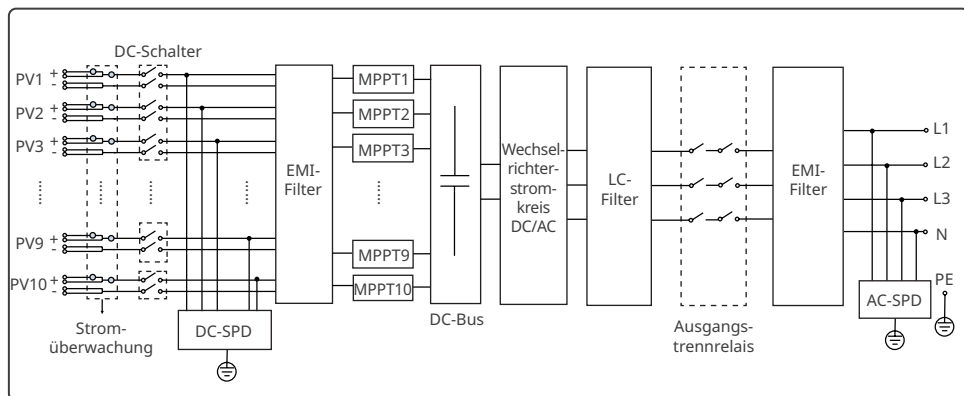 DC-Schalter
PV1 + -
PV2 + -
PV3 + -
PV9 + -
PV10 + -
Strom-
überwachung
DC-SPD
EMI-
Filter
MPPT1
MPPT2
MPPT3
MPPT9
MPPT10
DC-Bus
Wechsel-
richter-
strom-
kreis
DC/AC
LC-
Filter
Ausgangs-
trennrelais
EMI-
Filter
L1
L2
L3
N
PE
AC-SPD